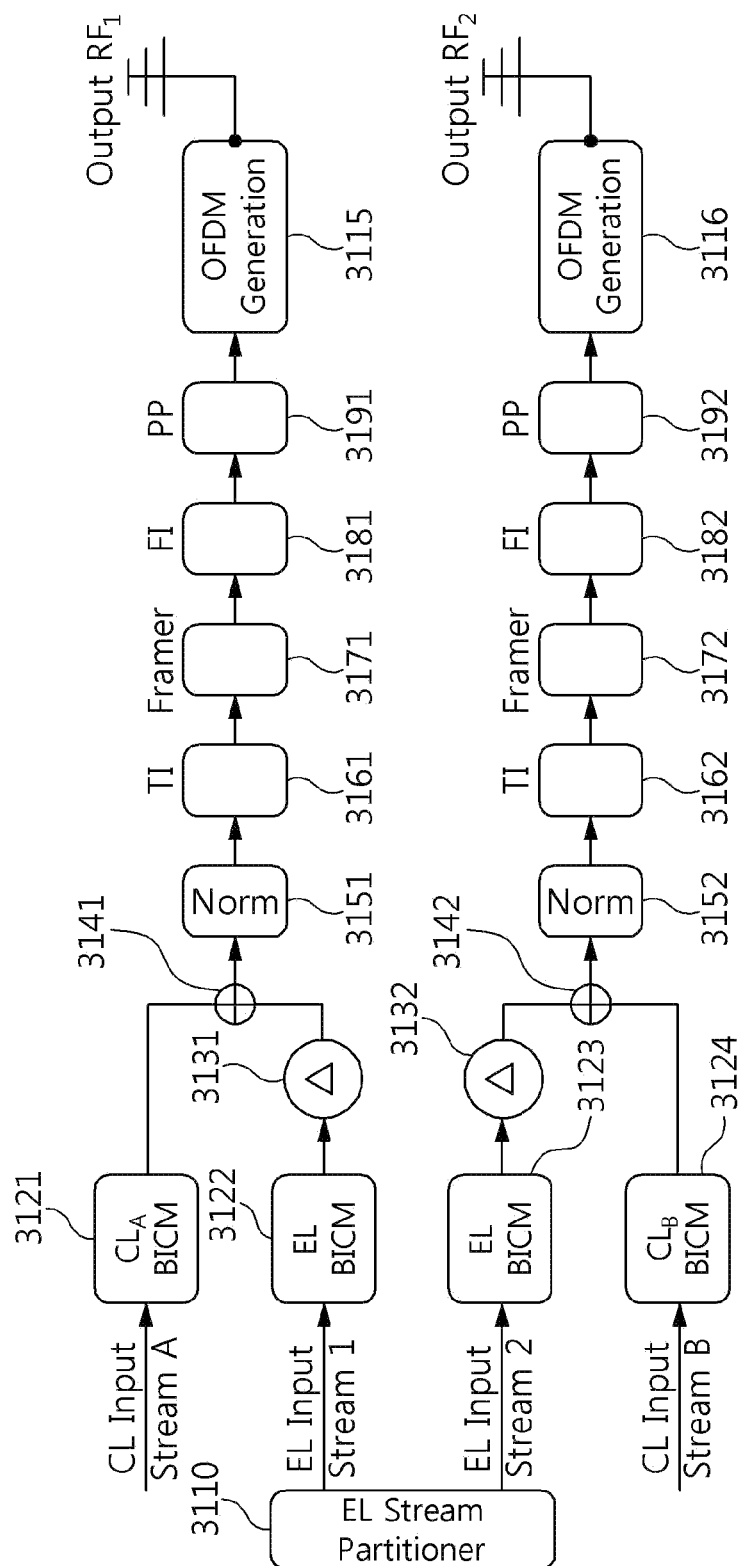 Output RF1
PP
FI
Framer
TI
3141
Norm
OFDM
Generation
3115
3191
3181
3171
3161
3151
3121
CLA
BICM
CL Input
Stream A
3131
3122
EL
BICM
EL Input
Stream 1
3110
EL Stream
Partitioner
EL Input
Stream 2
EL
BICM
3123
3132
3142
Output RF2
PP
FI
Framer
TI
Norm
OFDM
Generation
3116
3192
3182
3172
3162
3152
CL Input
Stream B
CLB
BICM
3124